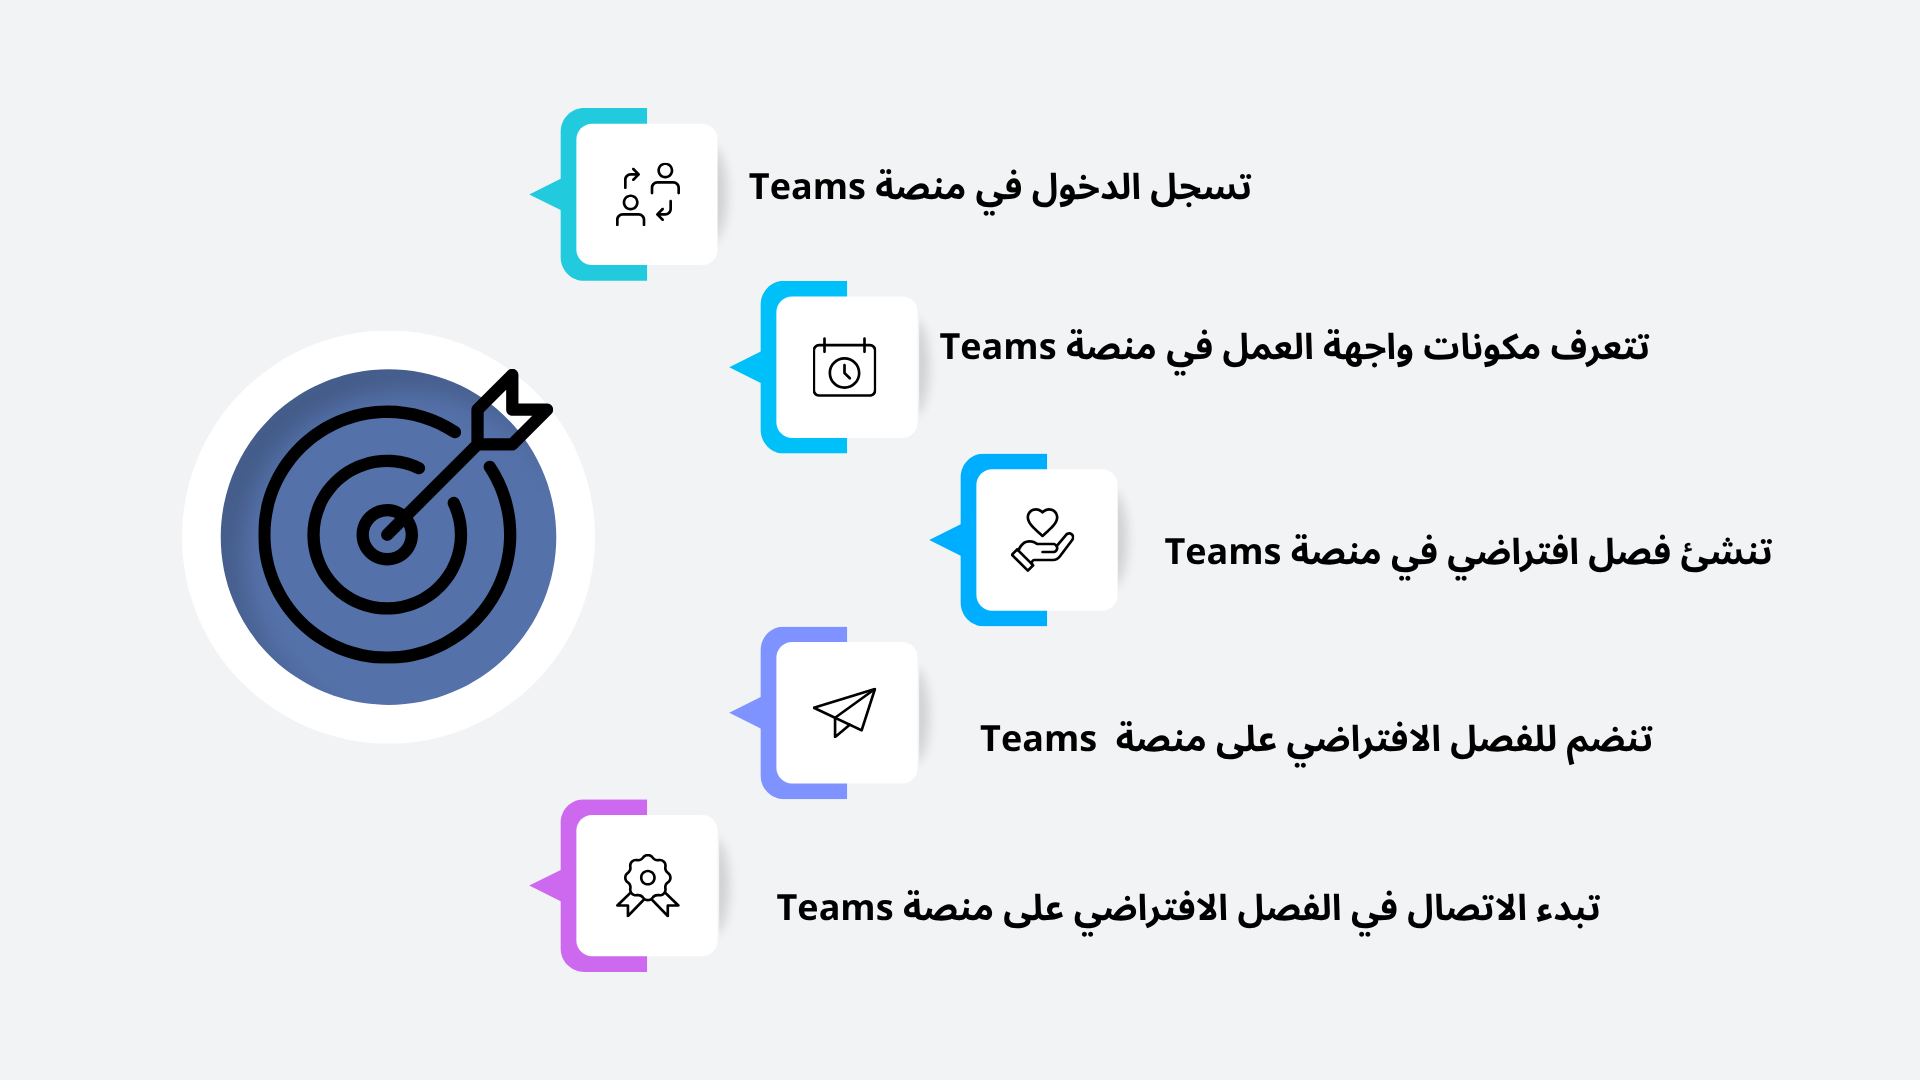 تسجل الدخول في منصة Teams
تتعرف مكونات واجهة العمل في منصة Teams
تنشئ فصل افتراضي في منصة Teams
تنضم للفصل الافتراضي على منصة  Teams
تبدء الاتصال في الفصل الافتراضي على منصة Teams